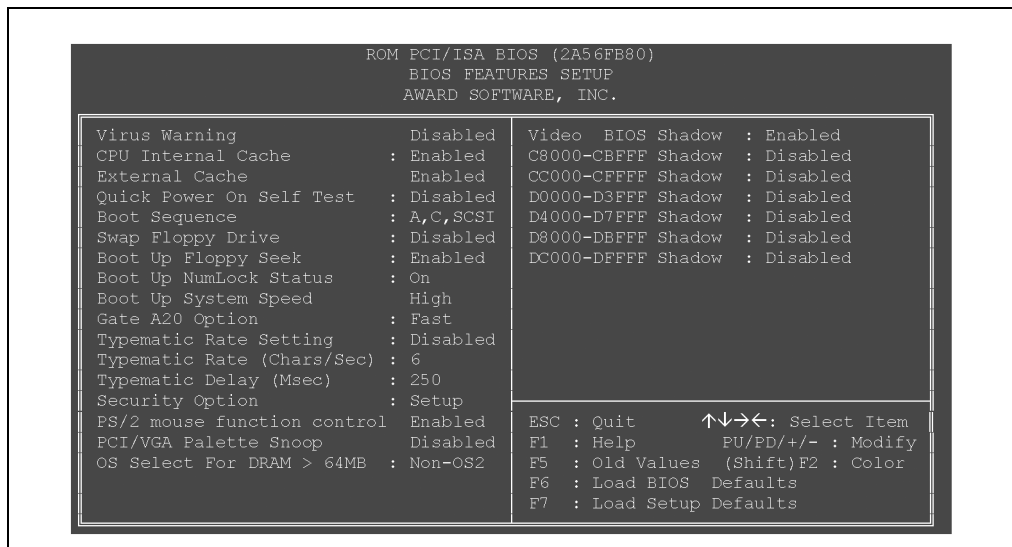 ROM PCI/ISA BIOS (2A56FB80)
BIOS FEATURES SETUP
AWARD SOFTWARE, INC.
Virus Warning Disabled
CPU Internal Cache : Enabled
External Cache Enabled
Quick Power On Self Test : Disabled
Boot Sequence : A,C,SCSI
Swap Floppy Drive : Disabled
Boot Up Floppy Seek : Enabled
Boot Up NumLock Status : On
Boot Up System Speed High
Gate A20 Option : Fast
Typematic Rate Setting : Disabled
Typematic Rate (Chars/Sec) : 6
Typematic Delay (Msec) : 250
Security Option : Setup
PS/2 mouse function control Enabled
PCI/VGA Palette Snoop Disabled
OS Select For DRAM > 64MB : Non-OS2
Video BIOS Shadow : Enabled
C8000-CBFFF Shadow : Disabled
CC000-CFFFF Shadow : Disabled
D0000-D3FFF Shadow : Disabled
D4000-D7FFF Shadow : Disabled
D8000-DBFFF Shadow : Disabled
DC000-DFFFF Shadow : Disabled
ESC : Quit ↑↓→←: Select Item
F1 : Help PU/PD/+/- : Modify
F5 : Old Values (Shift)F2 : Color
F6 : Load BIOS Defaults
F7 : Load Setup Defaults